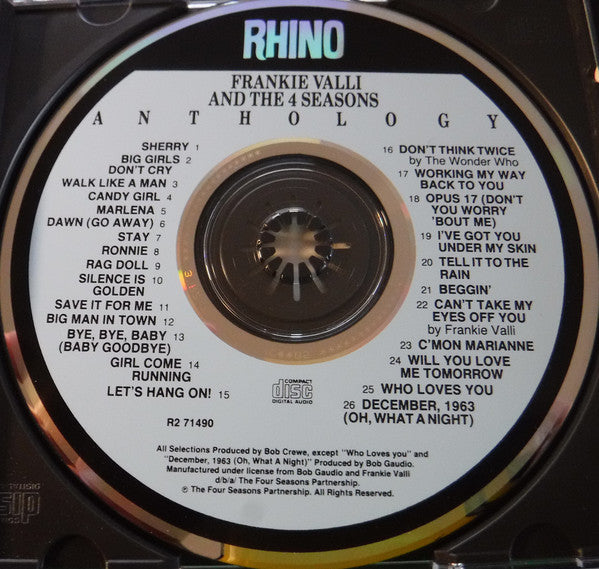 RHINO
FRANKIE VALLI
AND THE 4 SEASONS
ANTHOLOGY
SHERRY 1
BIG GIRLS 2
DON'T CRY
WALK LIKE A MAN 3
CANDY GIRL 4
MARLENA 5
DAWN (GO AWAY) 6
STAY 7
RONNIE 8
RAG DOLL 9
SILENCE IS 10
GOLDEN
SAVE IT FOR ME 11
BIG MAN IN TOWN 12
BYE, BYE, BABY 13
(BABY GOODBYE)
GIRL COME 14
RUNNING
LET'S HANG ON! 15
16 DON'T THINK TWICE
by The Wonder Who
17 WORKING MY WAY
BACK TO YOU
18 OPUS 17 (DON'T
YOU WORRY
'BOUT ME)
19 I'VE GOT YOU
UNDER MY SKIN
20 TELL IT TO THE
RAIN
21 BEGGIN'
22 CAN'T TAKE MY
EYES OFF YOU
by Frankie Valli
23 C'MON MARIANNE
24 WILL YOU LOVE
ME TOMORROW
25 WHO LOVES YOU
26 DECEMBER, 1963
(OH, WHAT A NIGHT)
R2 71490
COMPACT
disc
DIGITAL AUDIO
All Selections Produced by Bob Crewe, except "Who Loves you" and
"December, 1963 (Oh, What A Night)" Produced by Bob Gaudio.
Manufactured under license from Bob Gaudio and Frankie Valli
d/b/a/ The Four Seasons Partnership.
℗ The Four Seasons Partnership. All Rights Reserved.